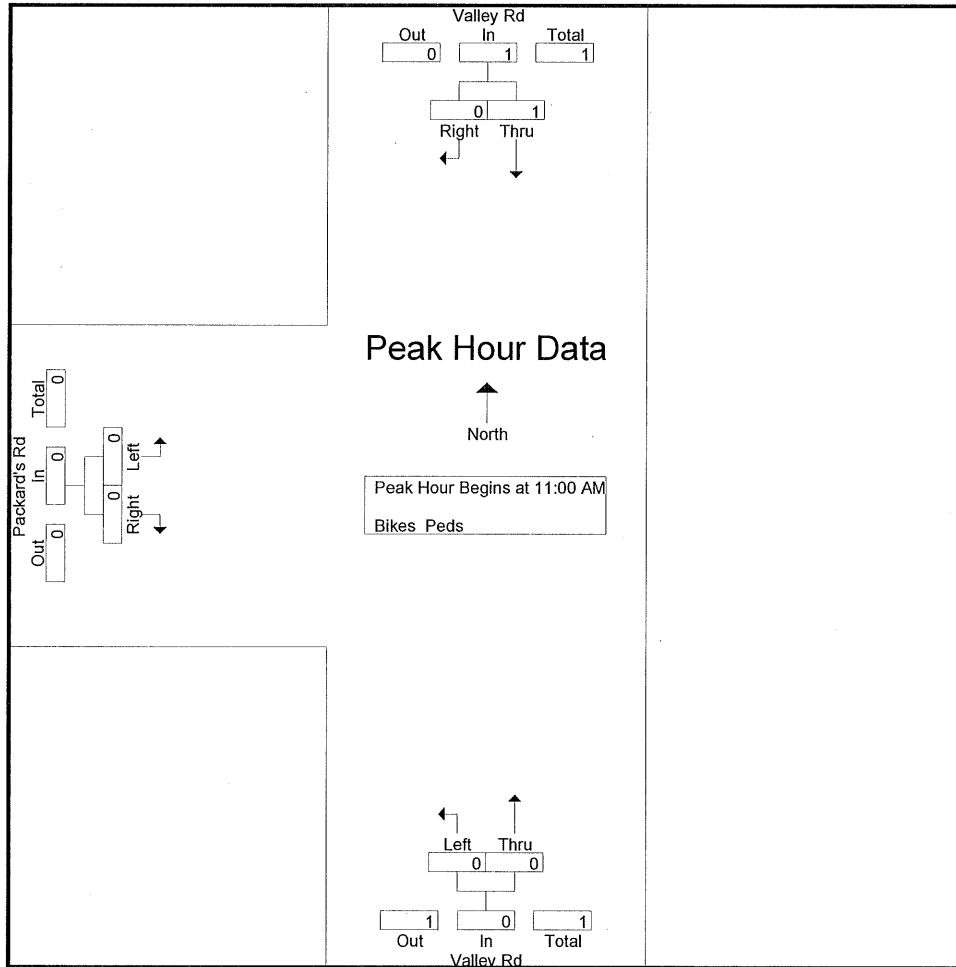 Valley Rd
Out In Total
0 1 1
0 1
Right Thru
Peak Hour Data
North
Peak Hour Begins at 11:00 AM
Bikes Peds
Packard's Rd
Out In Total
0 0 0
Right Left
0 0
Left Thru
0 0
1 0 1
Out In Total
Valley Rd